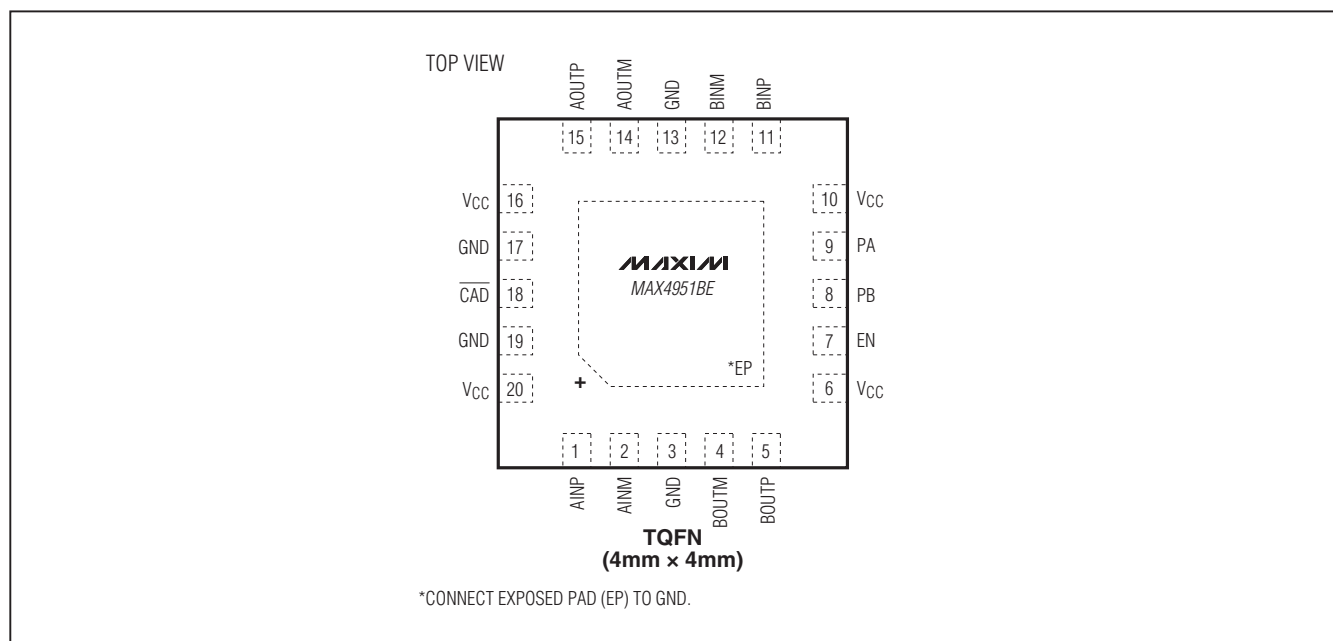 TOP VIEW
AOUTP
AOUTM
GND
BINM
BINP
15 14 13 12 11
VCC 16
10 VCC
GND 17
9 PA
MAXIM
MAX4951BE
C̅A̅D̅ 18
8 PB
GND 19
7 EN
*EP
VCC 20
+
6 VCC
1 2 3 4 5
AINP
AINM
GND
BOUTM
BOUTP
TQFN
(4mm × 4mm)
*CONNECT EXPOSED PAD (EP) TO GND.